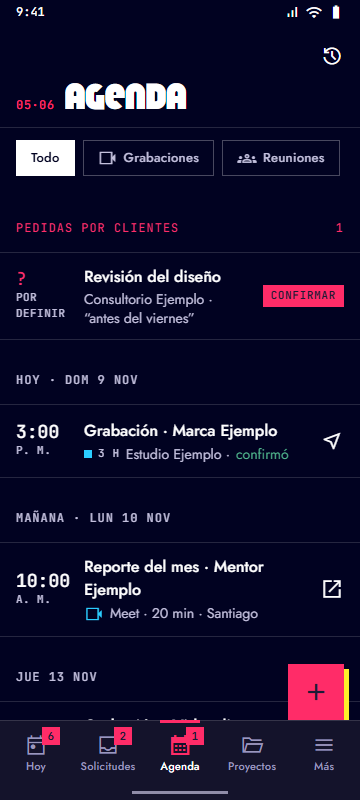 9:41
05·06 AGENDA
Todo Grabaciones Reuniones
PEDIDAS POR CLIENTES 1
? Revisión del diseño
POR DEFINIR
Consultorio Ejemplo ·
“antes del viernes”
CONFIRMAR
HOY · DOM 9 NOV
3:00 P. M.
Grabación · Marca Ejemplo
3 H Estudio Ejemplo · confirmó
MAÑANA · LUN 10 NOV
10:00 A. M.
Reporte del mes · Mentor
Ejemplo
Meet · 20 min · Santiago
JUE 13 NOV
+
6 2 1
Hoy Solicitudes Agenda Proyectos Más